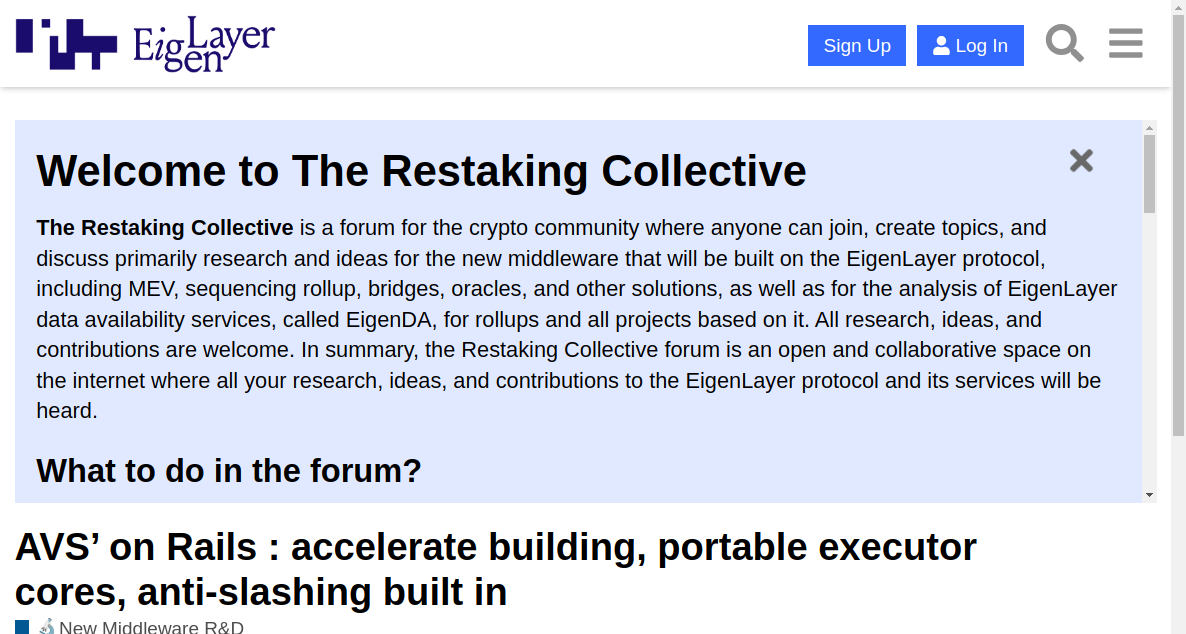 EigLayer
gen
Sign Up
Log In
Welcome to The Restaking Collective
The Restaking Collective is a forum for the crypto community where anyone can join, create topics, and
discuss primarily research and ideas for the new middleware that will be built on the EigenLayer protocol,
including MEV, sequencing rollup, bridges, oracles, and other solutions, as well as for the analysis of EigenLayer
data availability services, called EigenDA, for rollups and all projects based on it. All research, ideas, and
contributions are welcome. In summary, the Restaking Collective forum is an open and collaborative space on
the internet where all your research, ideas, and contributions to the EigenLayer protocol and its services will be
heard.
What to do in the forum?
AVS’ on Rails : accelerate building, portable executor
cores, anti-slashing built in
New Middleware R&D